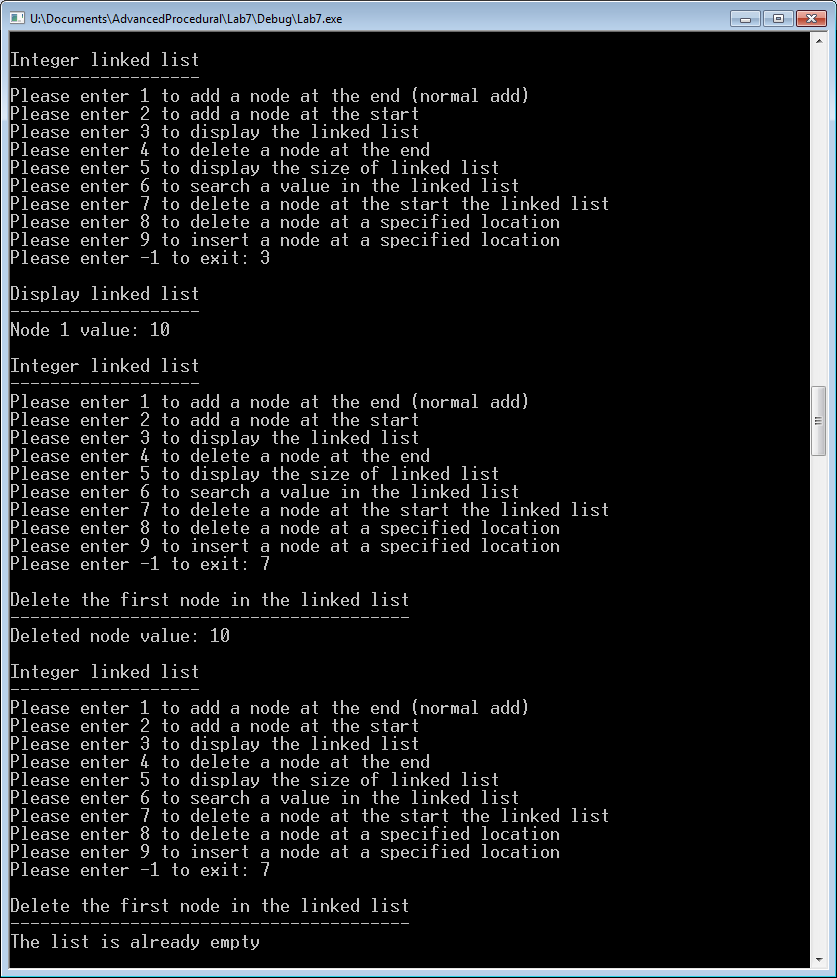 U:\Documents\AdvancedProcedural\Lab7\Debug\Lab7.exe
Integer linked list
-------------------
Please enter 1 to add a node at the end (normal add)
Please enter 2 to add a node at the start
Please enter 3 to display the linked list
Please enter 4 to delete a node at the end
Please enter 5 to display the size of linked list
Please enter 6 to search a value in the linked list
Please enter 7 to delete a node at the start the linked list
Please enter 8 to delete a node at a specified location
Please enter 9 to insert a node at a specified location
Please enter -1 to exit: 3
Display linked list
-------------------
Node 1 value: 10
Integer linked list
-------------------
Please enter 1 to add a node at the end (normal add)
Please enter 2 to add a node at the start
Please enter 3 to display the linked list
Please enter 4 to delete a node at the end
Please enter 5 to display the size of linked list
Please enter 6 to search a value in the linked list
Please enter 7 to delete a node at the start the linked list
Please enter 8 to delete a node at a specified location
Please enter 9 to insert a node at a specified location
Please enter -1 to exit: 7
Delete the first node in the linked list
----------------------------------------
Deleted node value: 10
Integer linked list
-------------------
Please enter 1 to add a node at the end (normal add)
Please enter 2 to add a node at the start
Please enter 3 to display the linked list
Please enter 4 to delete a node at the end
Please enter 5 to display the size of linked list
Please enter 6 to search a value in the linked list
Please enter 7 to delete a node at the start the linked list
Please enter 8 to delete a node at a specified location
Please enter 9 to insert a node at a specified location
Please enter -1 to exit: 7
Delete the first node in the linked list
----------------------------------------
The list is already empty